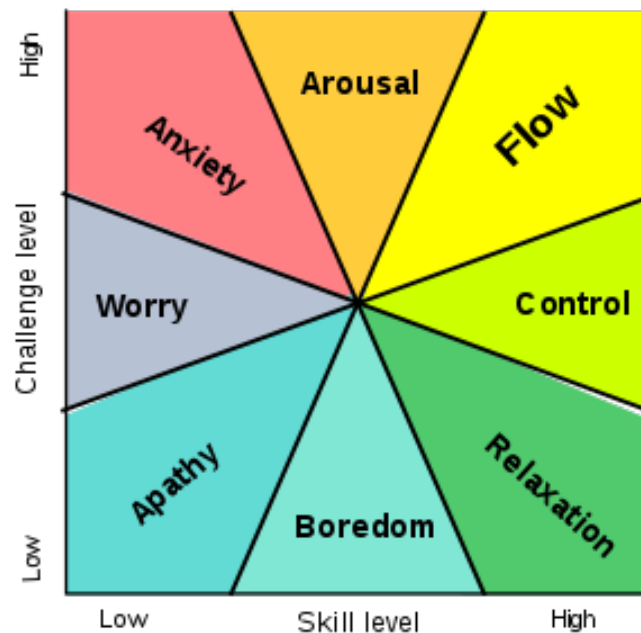 High
Arousal
Flow
Anxiety
Challenge level
Worry
Control
Apathy
Relaxation
Boredom
Low
Low
Skill level
High